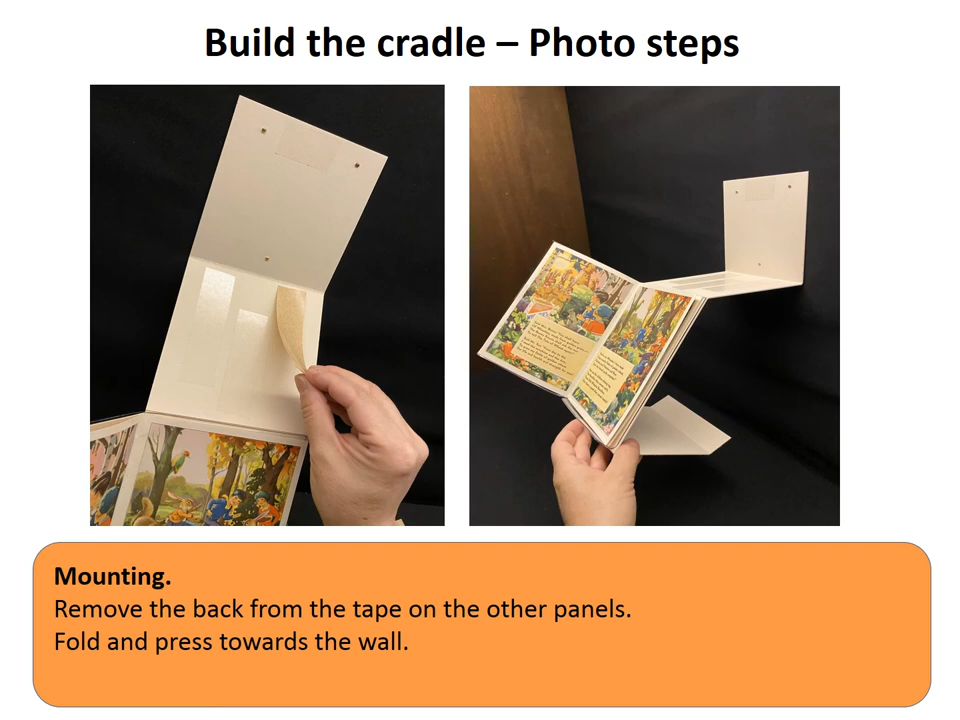 Build the cradle – Photo steps
Mounting.
Remove the back from the tape on the other panels.
Fold and press towards the wall.